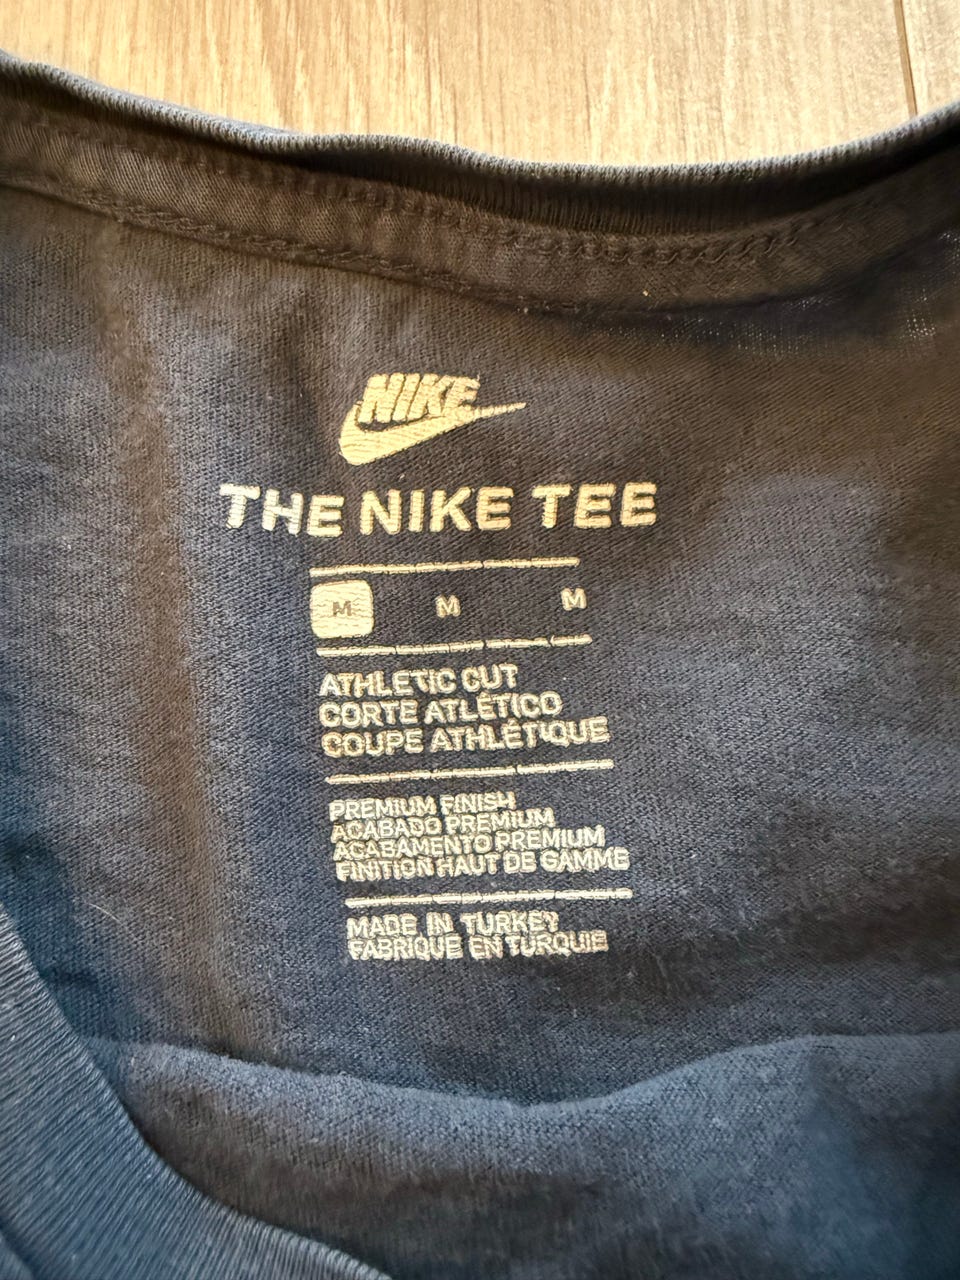 NIKE
THE NIKE TEE
M M M
ATHLETIC CUT
CORTE ATLÉTICO
COUPE ATHLÉTIQUE
PREMIUM FINISH
ACABADO PREMIUM
ACABAMENTO PREMIUM
FINITION HAUT DE GAMME
MADE IN TURKEY
FABRIQUE EN TURQUIE